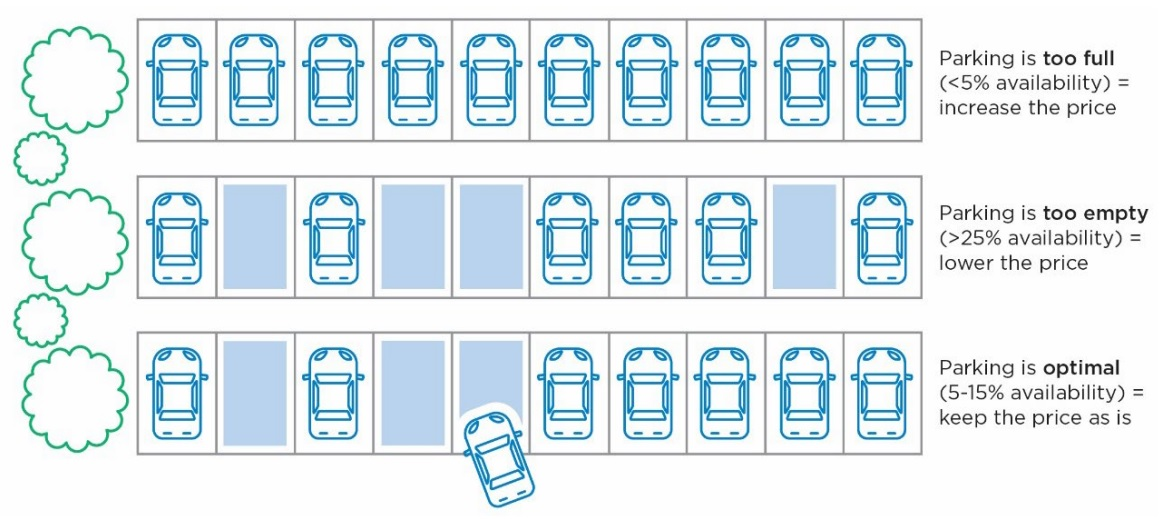 Parking is too full
(<5% availability) =
increase the price
Parking is too empty
(>25% availability) =
lower the price
Parking is optimal
(5-15% availability) =
keep the price as is